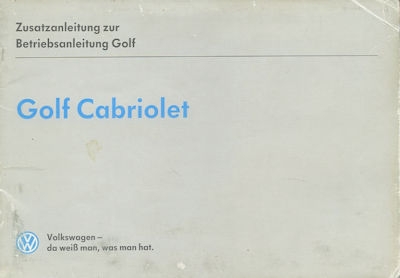 Zusatzanleitung zur
Betriebsanleitung Golf
Golf Cabriolet
Volkswagen –
da weiß man, was man hat.